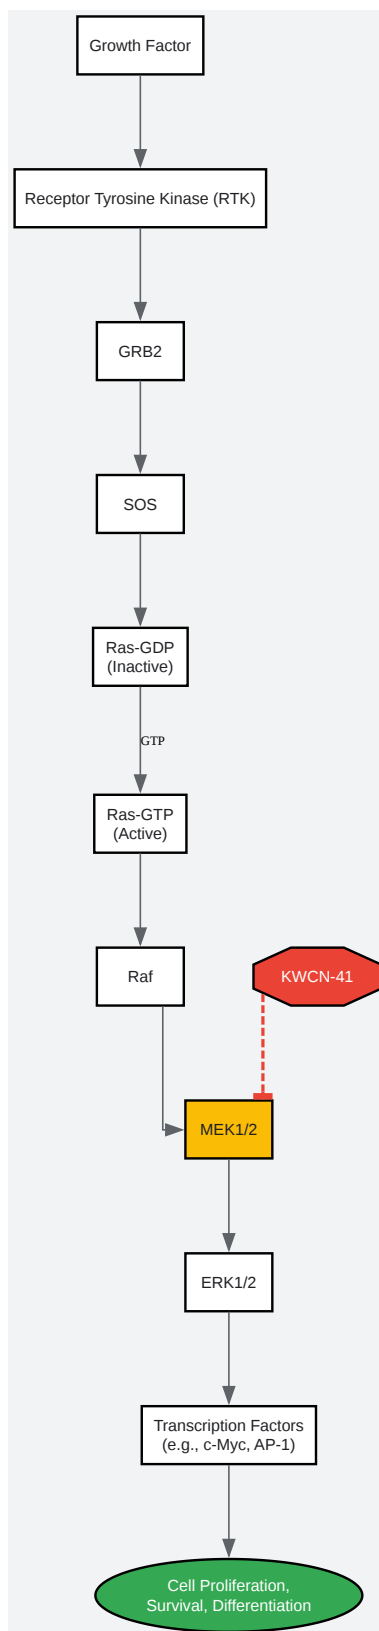 Growth Factor
Receptor Tyrosine Kinase (RTK)
GRB2
SOS
Ras-GDP
(Inactive)
GTP
Ras-GTP
(Active)
Raf
KWCN-41
MEK1/2
ERK1/2
Transcription Factors
(e.g., c-Myc, AP-1)
Cell Proliferation,
Survival, Differentiation